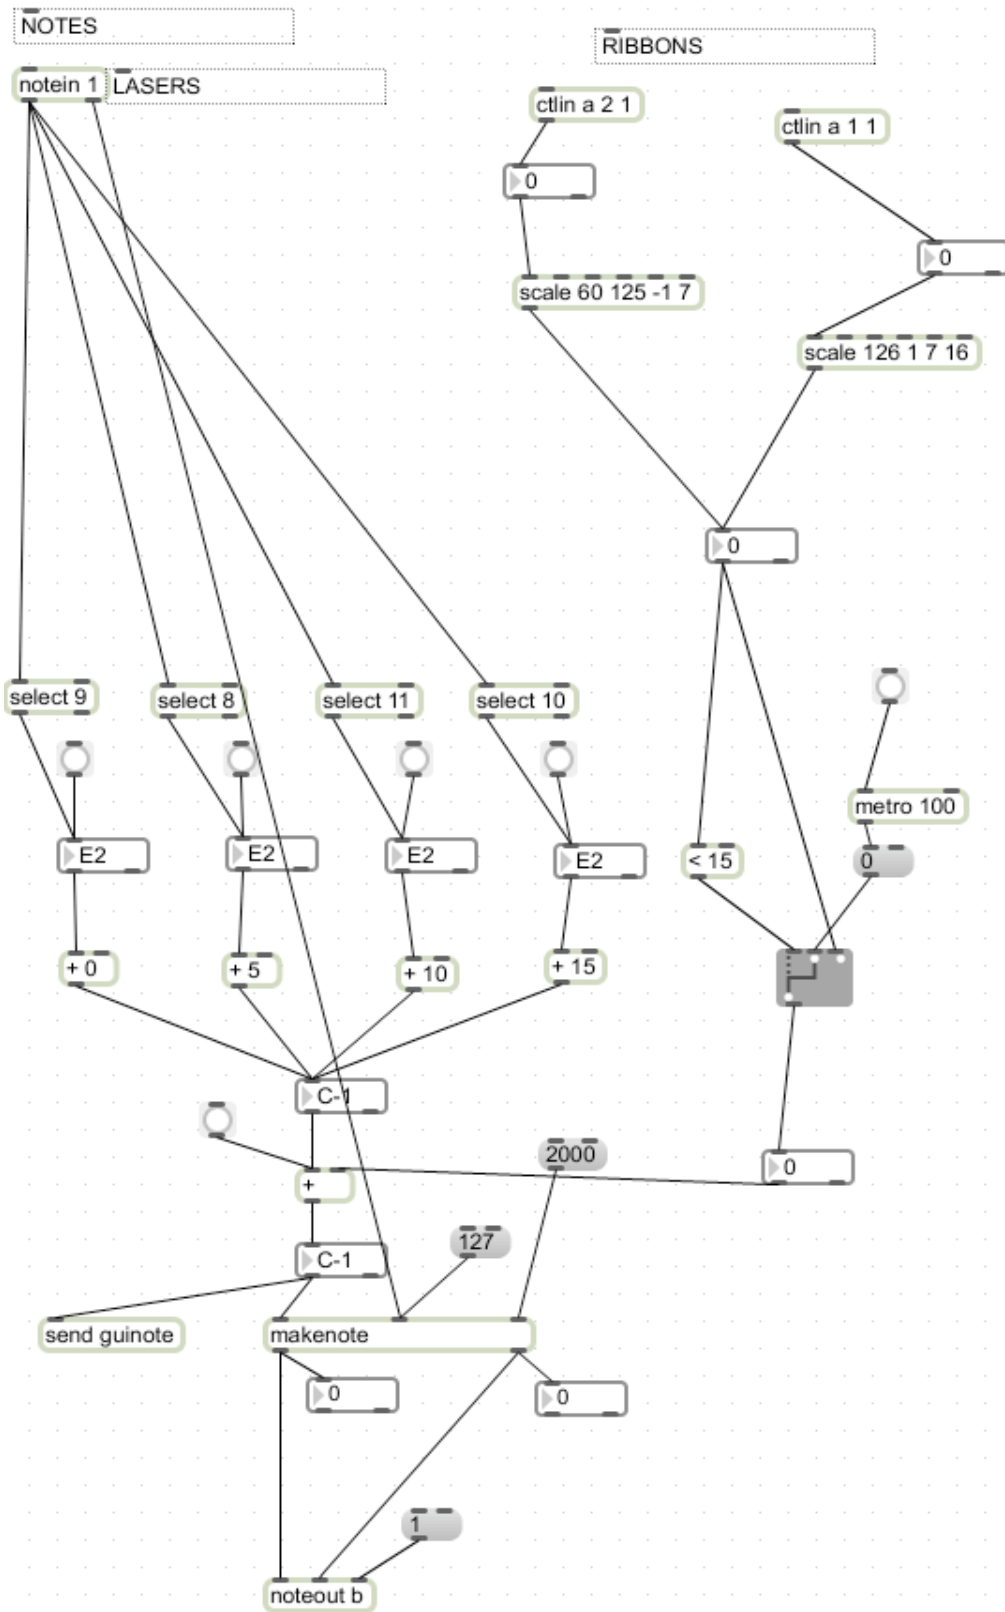 NOTES
RIBBONS
notein 1
LASERS
ctlin a 2 1
ctlin a 1 1
0
0
scale 60 125 -1 7
scale 126 1 7 16
0
select 9
select 8
select 11
select 10
metro 100
E2
E2
E2
E2
< 15
0
+ 0
+ 5
+ 10
+ 15
C-1
2000
0
+
127
C-1
send guinote
makenote
0
0
1
noteout b